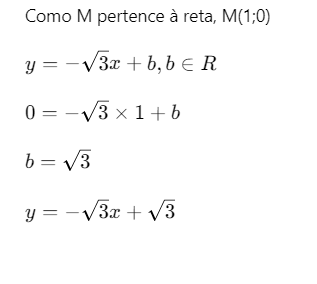 Como M pertence à reta, M(1;0)
y = −√3x + b, b ∈ R
0 = −√3 × 1 + b
b = √3
y = −√3x + √3